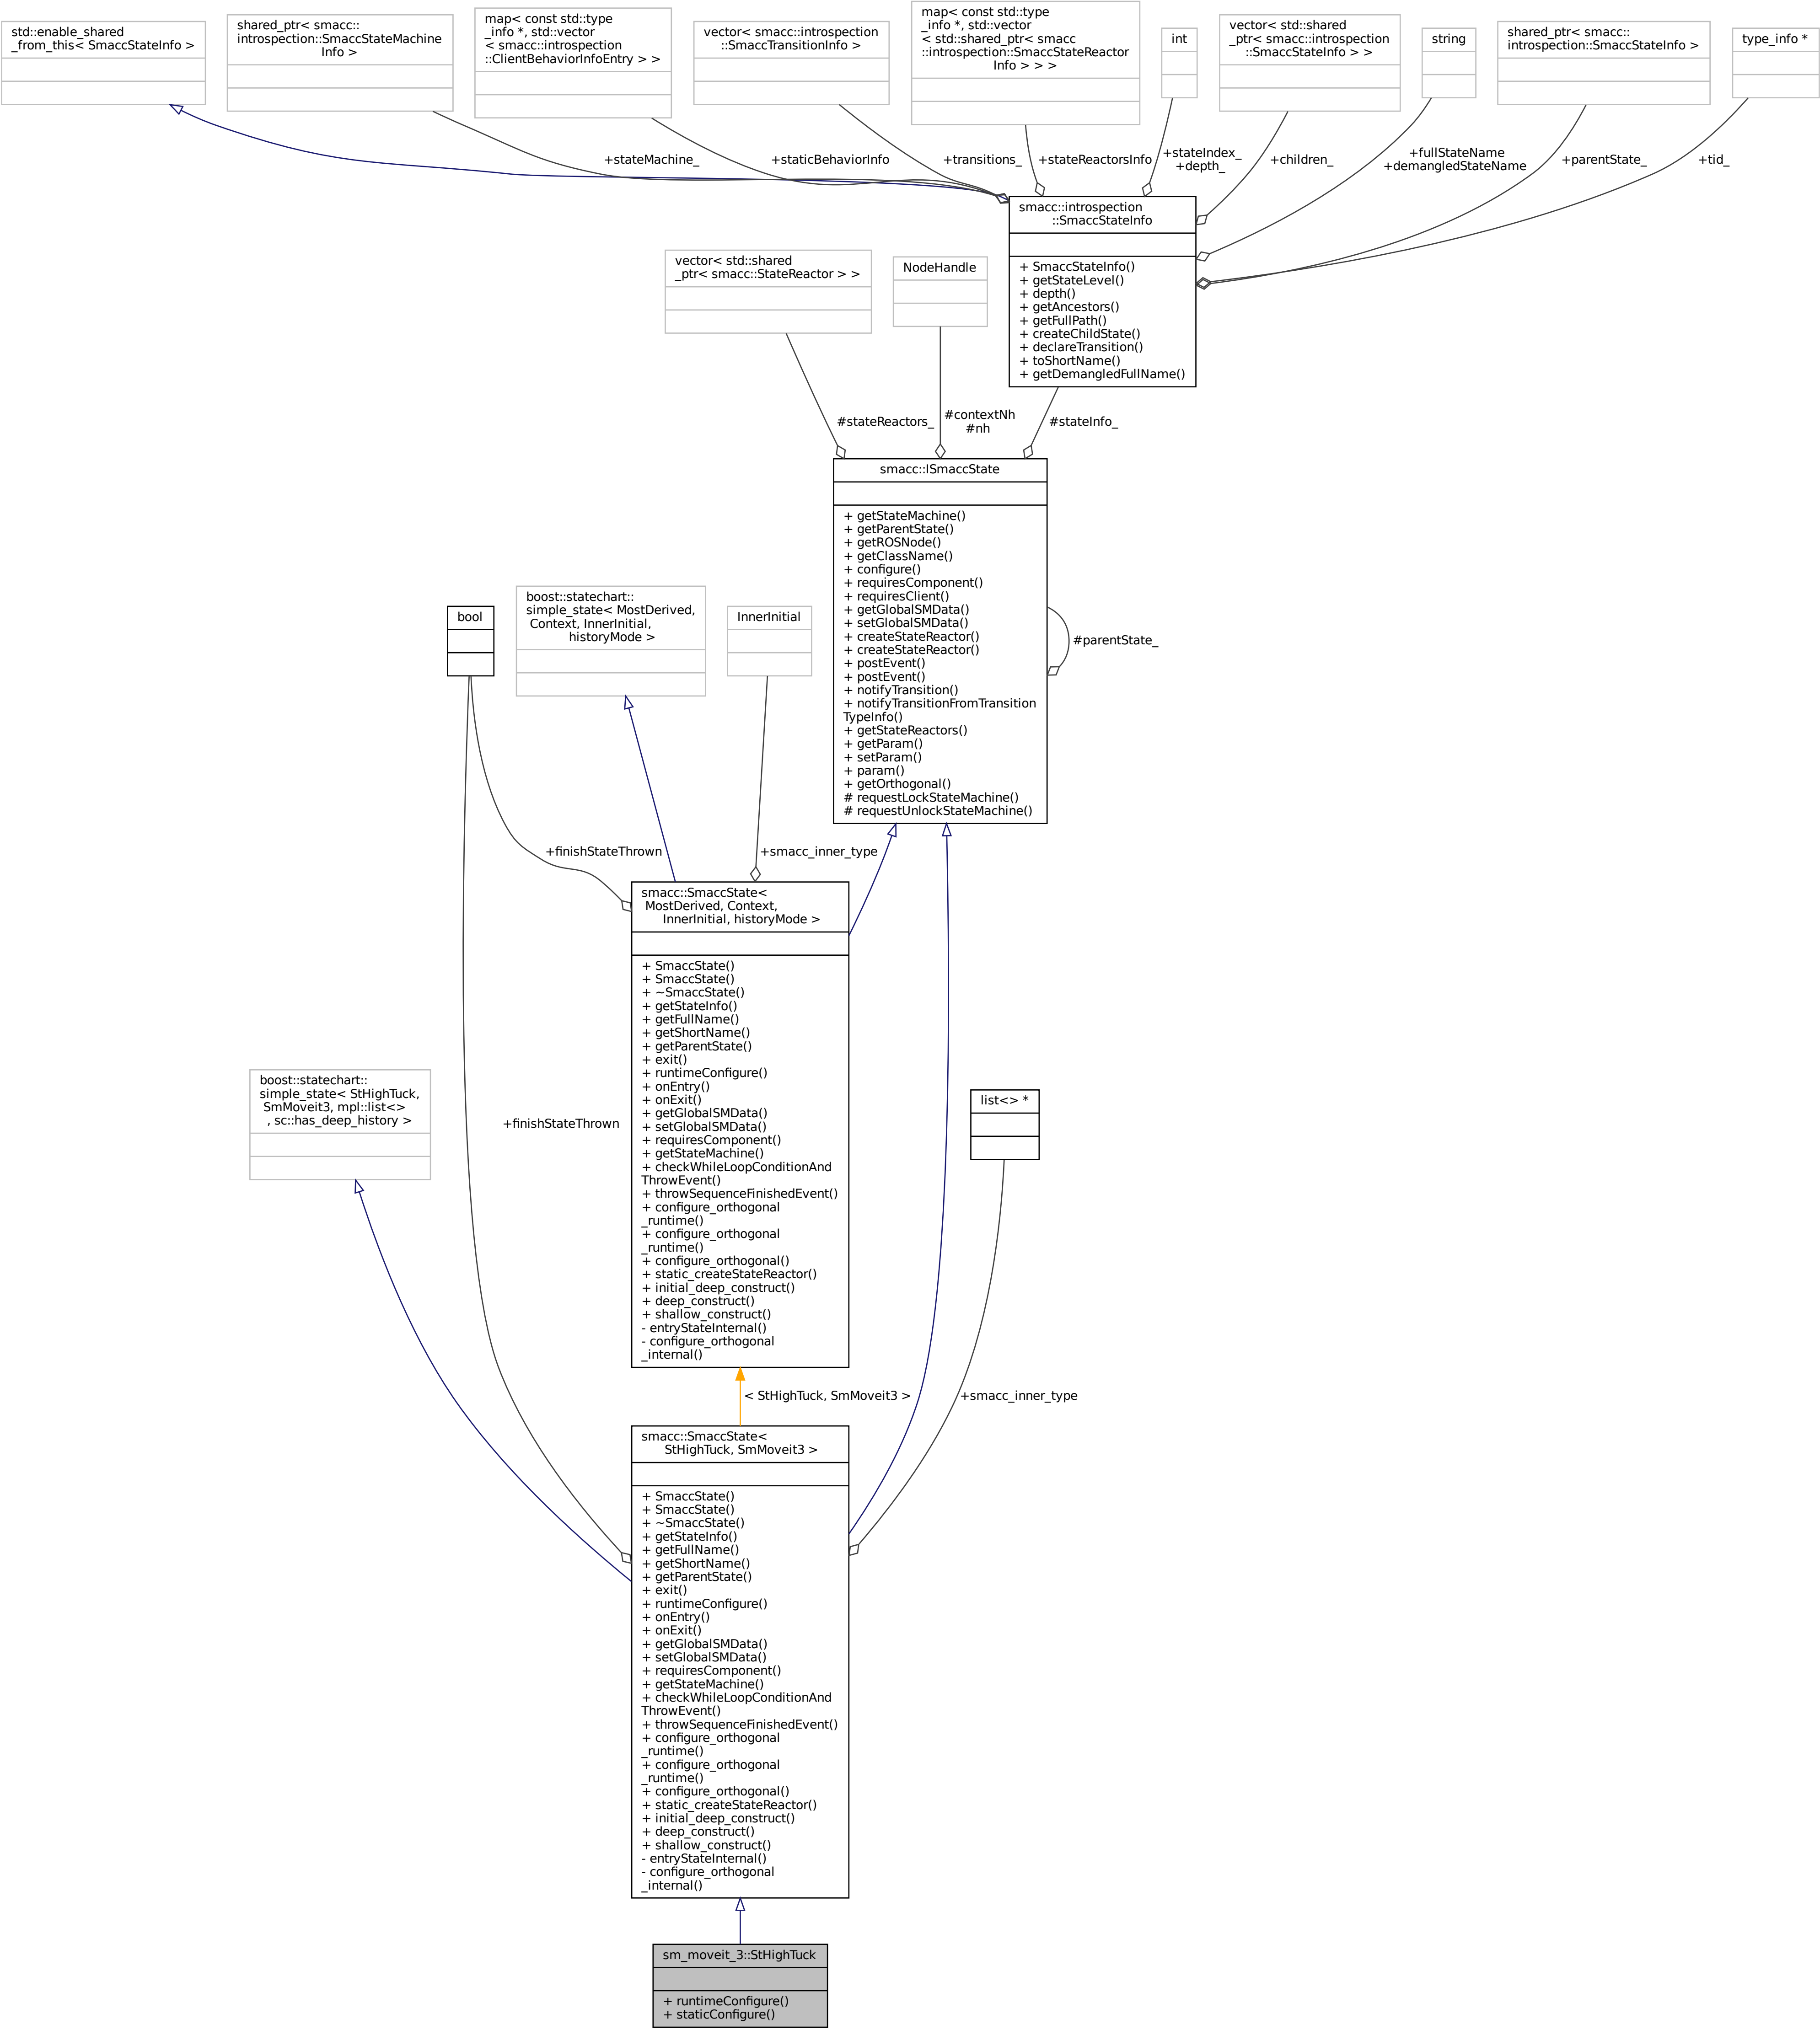 std::enable_shared
_from_this< SmaccStateInfo >
shared_ptr< smacc::
introspection::SmaccStateMachine
Info >
map< const std::type
_info *, std::vector
< smacc::introspection
::ClientBehaviorInfoEntry > >
vector< smacc::introspection
::SmaccTransitionInfo >
map< const std::type
_info *, std::vector
< std::shared_ptr< smacc
::introspection::SmaccStateReactor
Info > > >
int
vector< std::shared
_ptr< smacc::introspection
::SmaccStateInfo > >
string
shared_ptr< smacc::
introspection::SmaccStateInfo >
type_info *
+stateMachine_
+staticBehaviorInfo
+transitions_
+stateReactorsInfo
+stateIndex_
+depth_
+children_
+fullStateName
+demangledStateName
+parentState_
+tid_
smacc::introspection
::SmaccStateInfo
+ SmaccStateInfo()
+ getStateLevel()
+ depth()
+ getAncestors()
+ getFullPath()
+ createChildState()
+ declareTransition()
+ toShortName()
+ getDemangledFullName()
vector< std::shared
_ptr< smacc::StateReactor > >
NodeHandle
#stateReactors_
#contextNh
#nh
#stateInfo_
smacc::ISmaccState
+ getStateMachine()
+ getParentState()
+ getROSNode()
+ getClassName()
+ configure()
+ requiresComponent()
+ requiresClient()
+ getGlobalSMData()
+ setGlobalSMData()
+ createStateReactor()
+ createStateReactor()
+ postEvent()
+ postEvent()
+ notifyTransition()
+ notifyTransitionFromTransition
TypeInfo()
+ getStateReactors()
+ getParam()
+ setParam()
+ param()
+ getOrthogonal()
# requestLockStateMachine()
# requestUnlockStateMachine()
#parentState_
bool
boost::statechart::
simple_state< MostDerived,
Context, InnerInitial,
historyMode >
InnerInitial
+finishStateThrown
+smacc_inner_type
smacc::SmaccState<
MostDerived, Context,
InnerInitial, historyMode >
+ SmaccState()
+ SmaccState()
+ ~SmaccState()
+ getStateInfo()
+ getFullName()
+ getShortName()
+ getParentState()
+ exit()
+ runtimeConfigure()
+ onEntry()
+ onExit()
+ getGlobalSMData()
+ setGlobalSMData()
+ requiresComponent()
+ getStateMachine()
+ checkWhileLoopConditionAnd
ThrowEvent()
+ throwSequenceFinishedEvent()
+ configure_orthogonal
_runtime()
+ configure_orthogonal
_runtime()
+ configure_orthogonal()
+ static_createStateReactor()
+ initial_deep_construct()
+ deep_construct()
+ shallow_construct()
- entryStateInternal()
- configure_orthogonal
_internal()
boost::statechart::
simple_state< StHighTuck,
SmMoveit3, mpl::list<>
, sc::has_deep_history >
+finishStateThrown
list<> *
< StHighTuck, SmMoveit3 >
+smacc_inner_type
smacc::SmaccState<
StHighTuck, SmMoveit3 >
+ SmaccState()
+ SmaccState()
+ ~SmaccState()
+ getStateInfo()
+ getFullName()
+ getShortName()
+ getParentState()
+ exit()
+ runtimeConfigure()
+ onEntry()
+ onExit()
+ getGlobalSMData()
+ setGlobalSMData()
+ requiresComponent()
+ getStateMachine()
+ checkWhileLoopConditionAnd
ThrowEvent()
+ throwSequenceFinishedEvent()
+ configure_orthogonal
_runtime()
+ configure_orthogonal
_runtime()
+ configure_orthogonal()
+ static_createStateReactor()
+ initial_deep_construct()
+ deep_construct()
+ shallow_construct()
- entryStateInternal()
- configure_orthogonal
_internal()
sm_moveit_3::StHighTuck
+ runtimeConfigure()
+ staticConfigure()